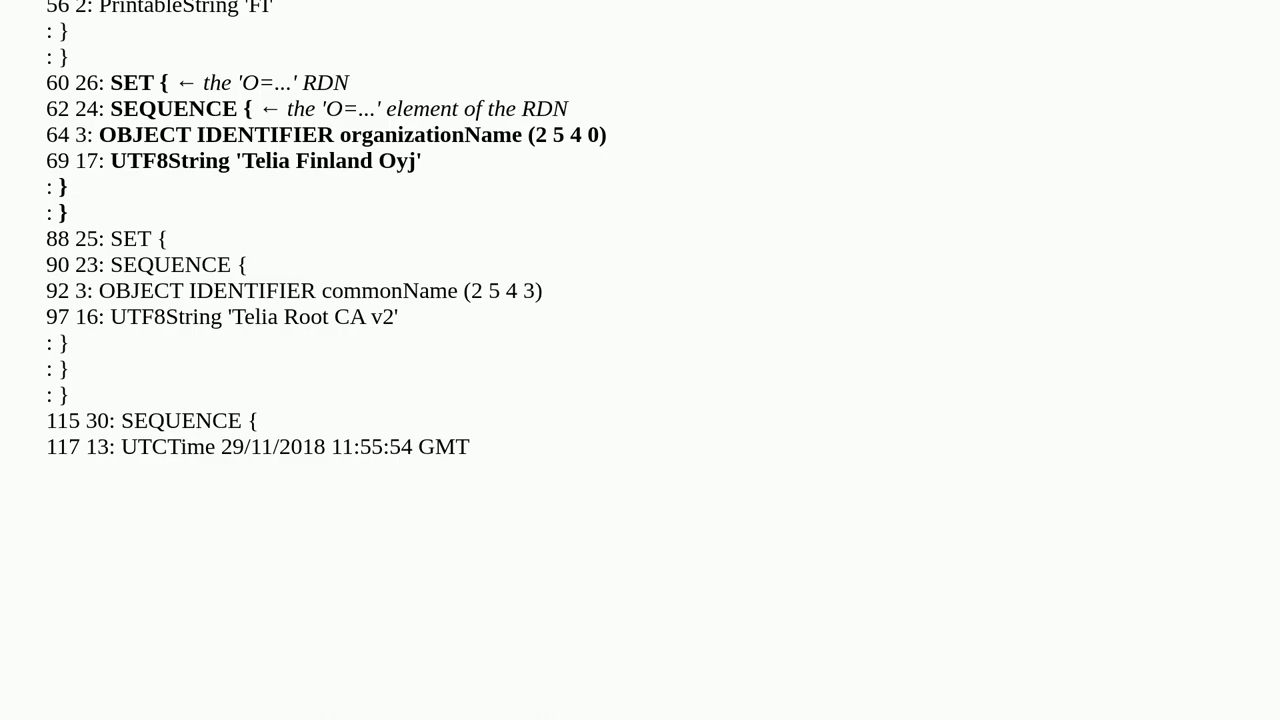 56 2: PrintableString 'FI'
: }
: }
60 26: SET { ← the 'O=...' RDN
62 24: SEQUENCE { ← the 'O=...' element of the RDN
64 3: OBJECT IDENTIFIER organizationName (2 5 4 0)
69 17: UTF8String 'Telia Finland Oyj'
: }
: }
88 25: SET {
90 23: SEQUENCE {
92 3: OBJECT IDENTIFIER commonName (2 5 4 3)
97 16: UTF8String 'Telia Root CA v2'
: }
: }
: }
115 30: SEQUENCE {
117 13: UTCTime 29/11/2018 11:55:54 GMT